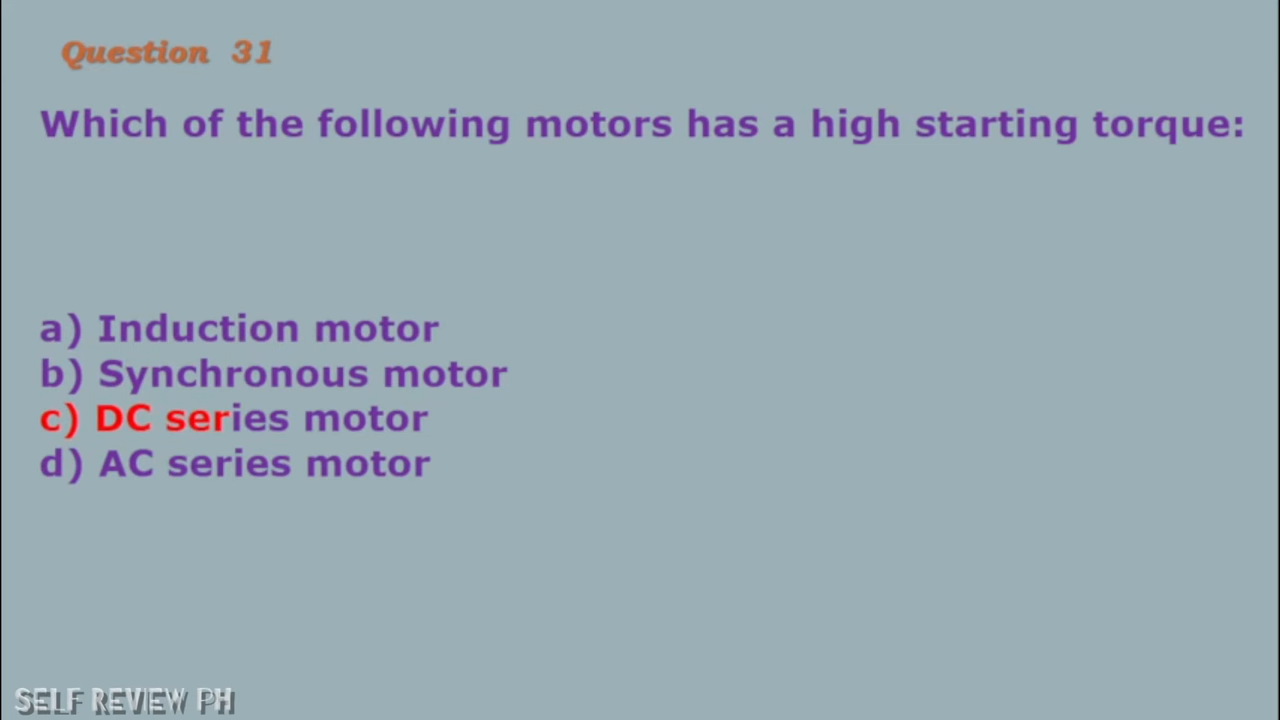 Question 31
Which of the following motors has a high starting torque:
a) Induction motor
b) Synchronous motor
c) DC series motor
d) AC series motor
SELF REVIEW PH